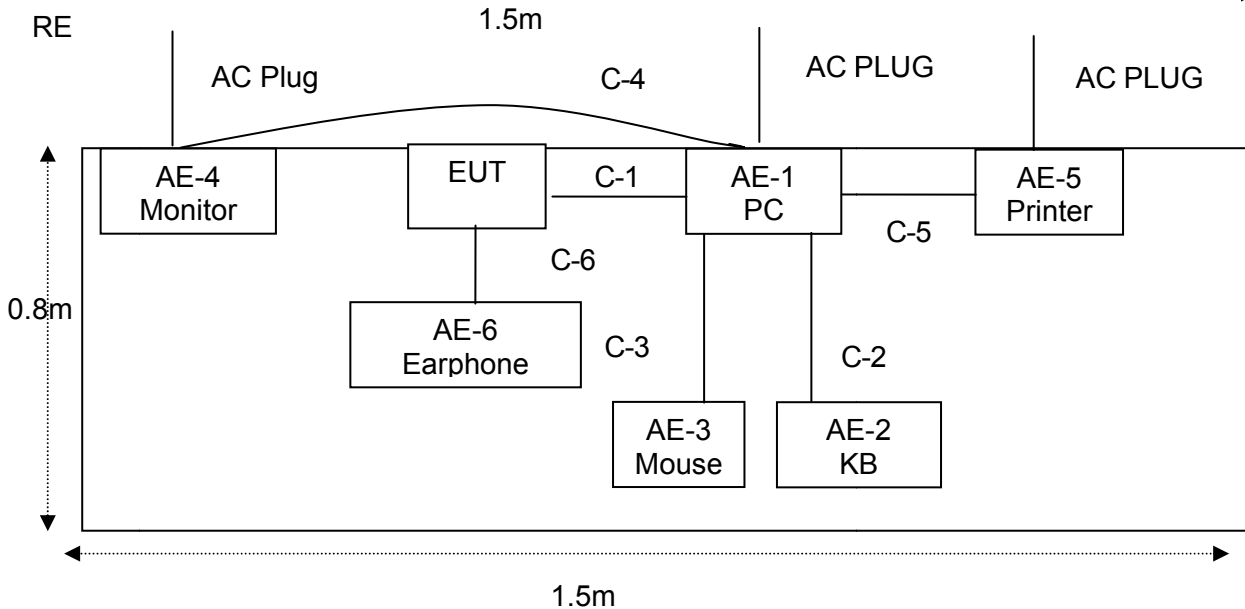 1.5m
RE
AC Plug
C-4
AC PLUG
AC PLUG
AE-4
Monitor
EUT
C-1
AE-1
PC
AE-5
Printer
C-5
C-6
0.8m
AE-6
Earphone
C-3
C-2
AE-3
Mouse
AE-2
KB
1.5m